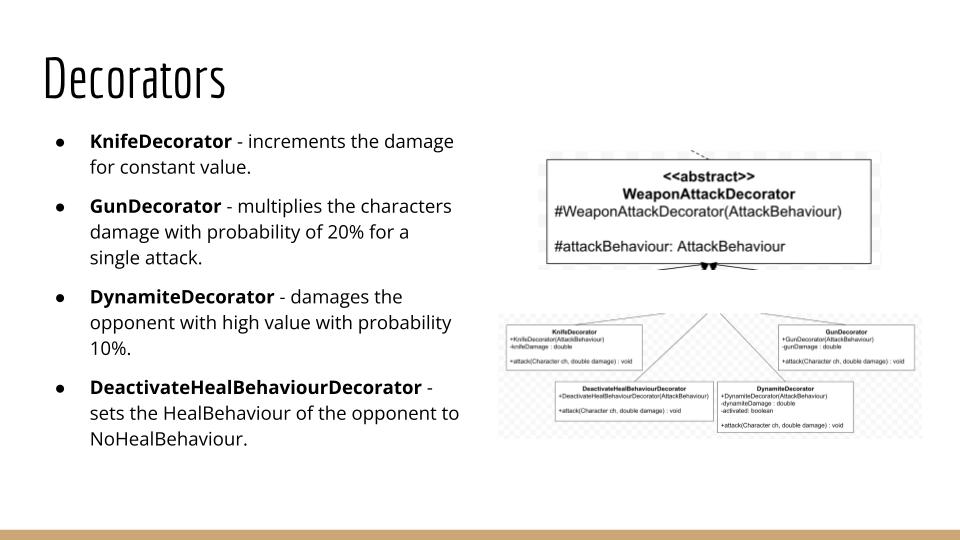 Decorators
● KnifeDecorator - increments the damage
for constant value.
● GunDecorator - multiplies the characters
damage with probability of 20% for a
single attack.
● DynamiteDecorator - damages the
opponent with high value with probability
10%.
● DeactivateHealBehaviourDecorator -
sets the HealBehaviour of the opponent to
NoHealBehaviour.
<<abstract>>
WeaponAttackDecorator
#WeaponAttackDecorator(AttackBehaviour)
#attackBehaviour: AttackBehaviour
KnifeDecorator
+KnifeDecorator(AttackBehaviour)
-knifeDamage : double
+attack(Character ch, double damage) : void
GunDecorator
+GunDecorator(AttackBehaviour)
-gunDamage : double
+attack(Character ch, double damage) : void
DeactivateHealBehaviourDecorator
+DeactivateHealBehaviourDecorator(AttackBehaviour)
+attack(Character ch, double damage) : void
DynamiteDecorator
+DynamiteDecorator(AttackBehaviour)
-dynamiteDamage : double
-activated: boolean
+attack(Character ch, double damage) : void